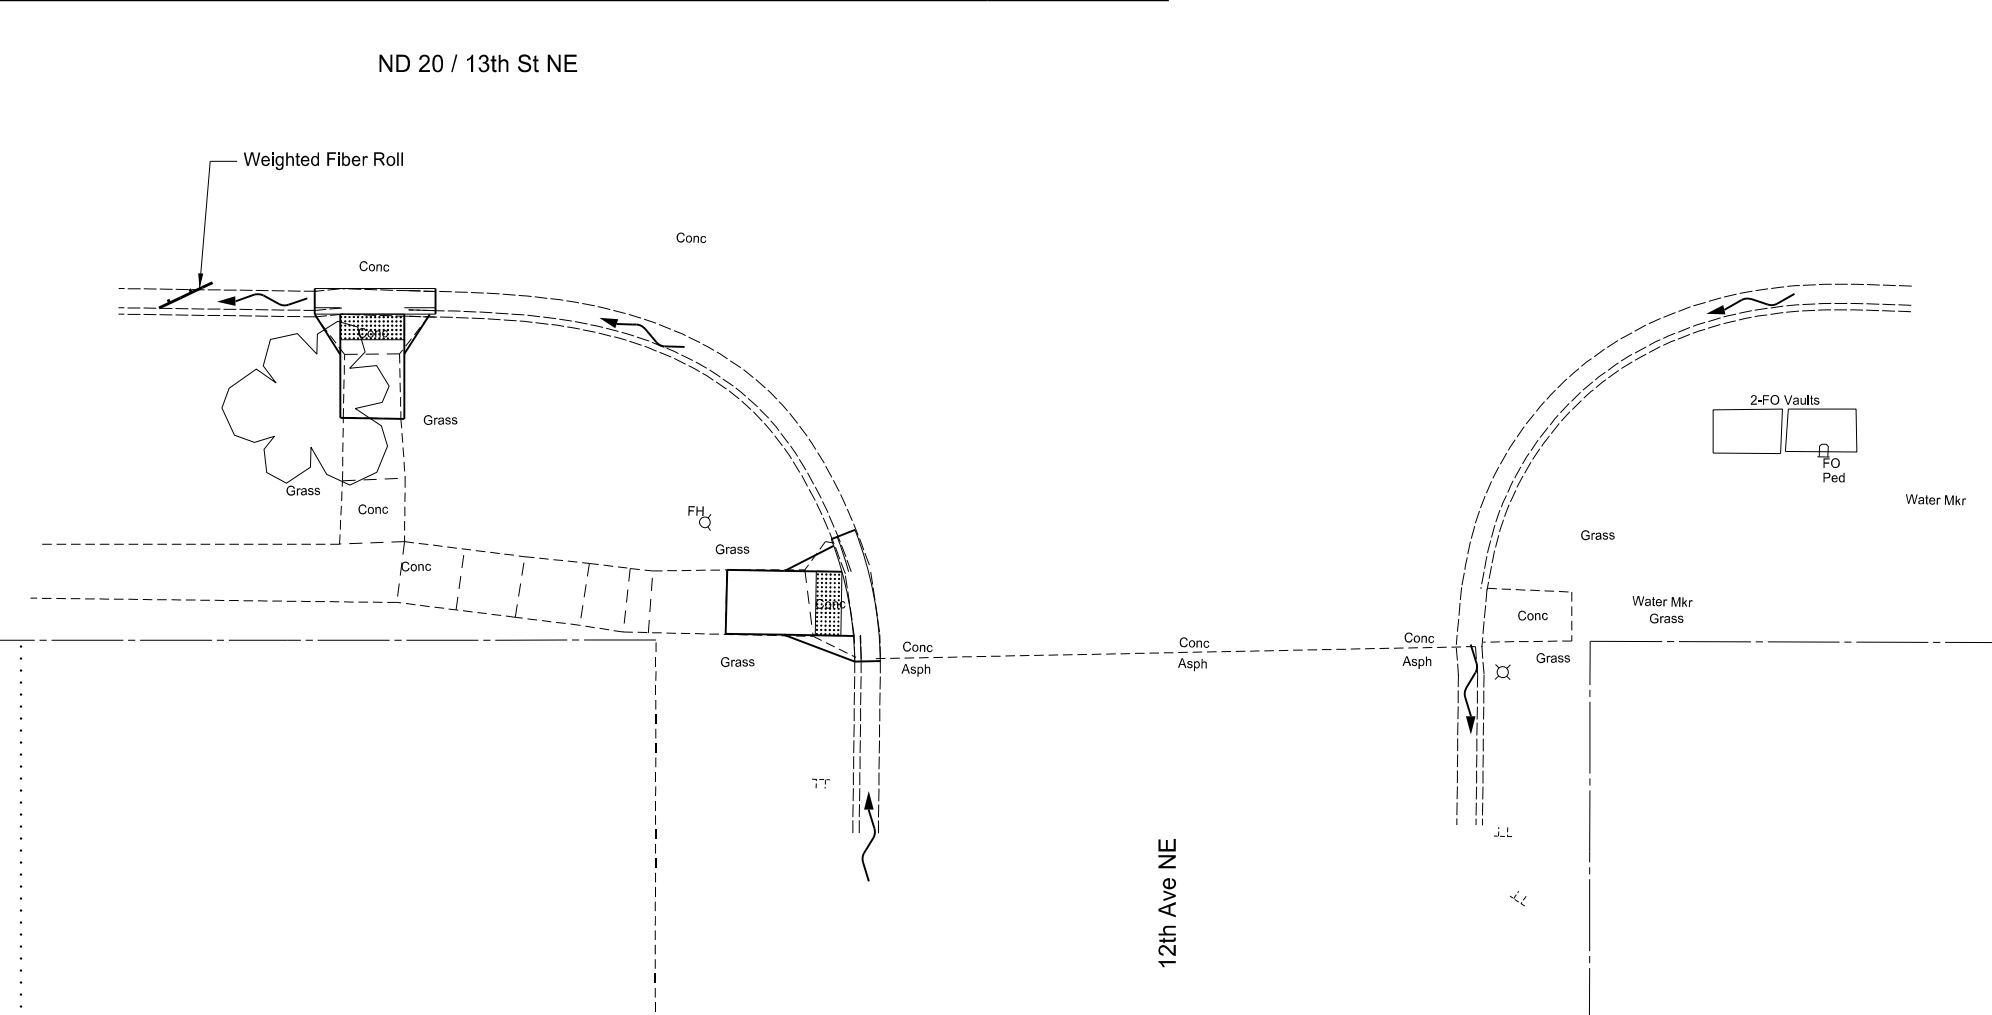 ND 20 / 13th St NE
Weighted Fiber Roll
Conc
Conc
Conc
2-FO Vaults
Grass
FO
Ped
Grass
Water Mkr
Conc
FH
Grass
Grass
Conc
Conc
Water Mkr
Grass
Conc
Grass
Conc
Asph
Conc
Asph
Conc
Asph
Grass
12th Ave NE